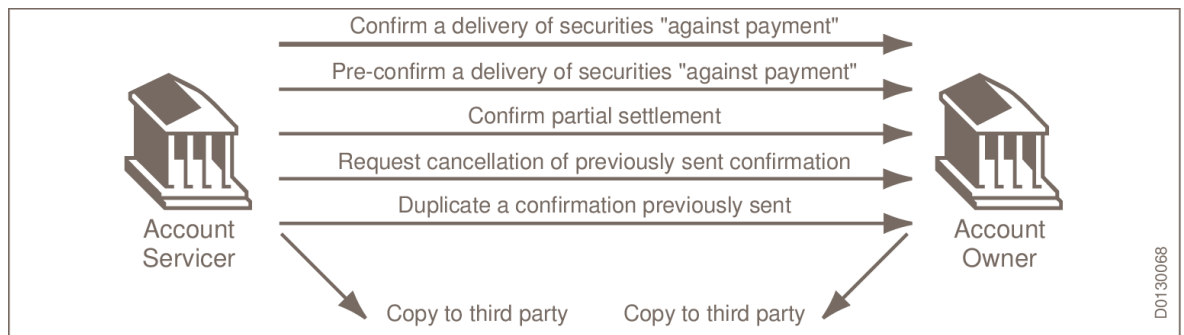 Confirm a delivery of securities "against payment"
Pre-confirm a delivery of securities "against payment"
Confirm partial settlement
Request cancellation of previously sent confirmation
Duplicate a confirmation previously sent
Account
Servicer
Account
Owner
Copy to third party
Copy to third party
D0130068